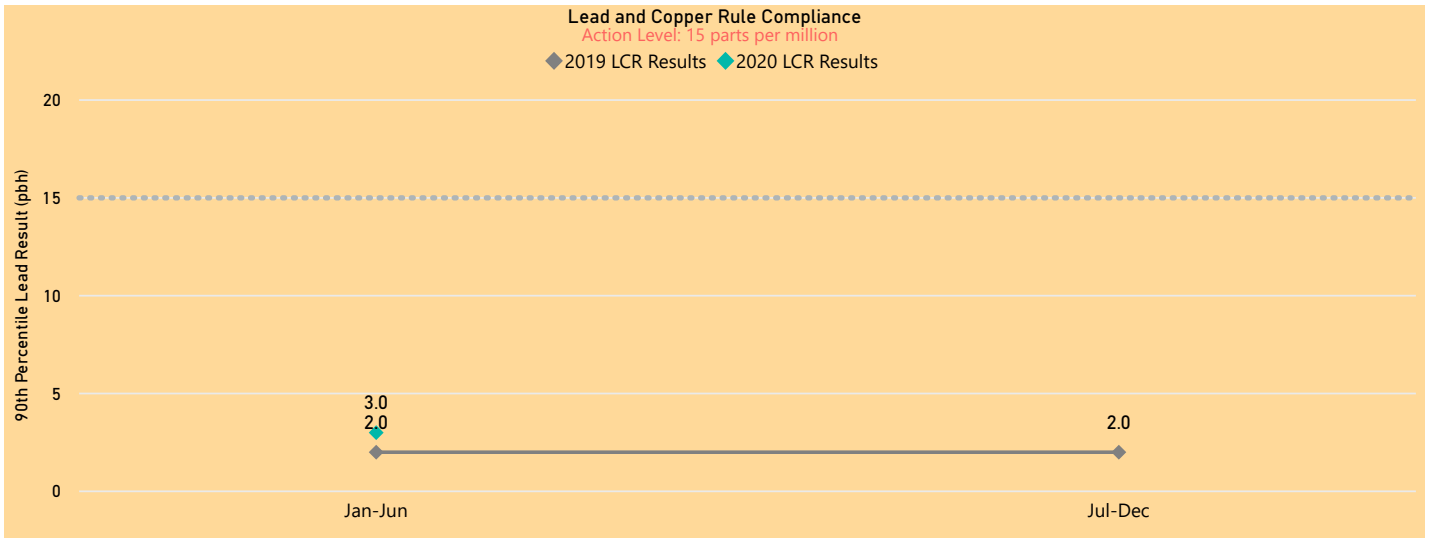 Lead and Copper Rule Compliance
Action Level: 15 parts per million
2019 LCR Results 2020 LCR Results
90th Percentile Lead Result (pbh)
20
15
10
5
0
3.0
2.0
2.0
Jan-Jun
Jul-Dec